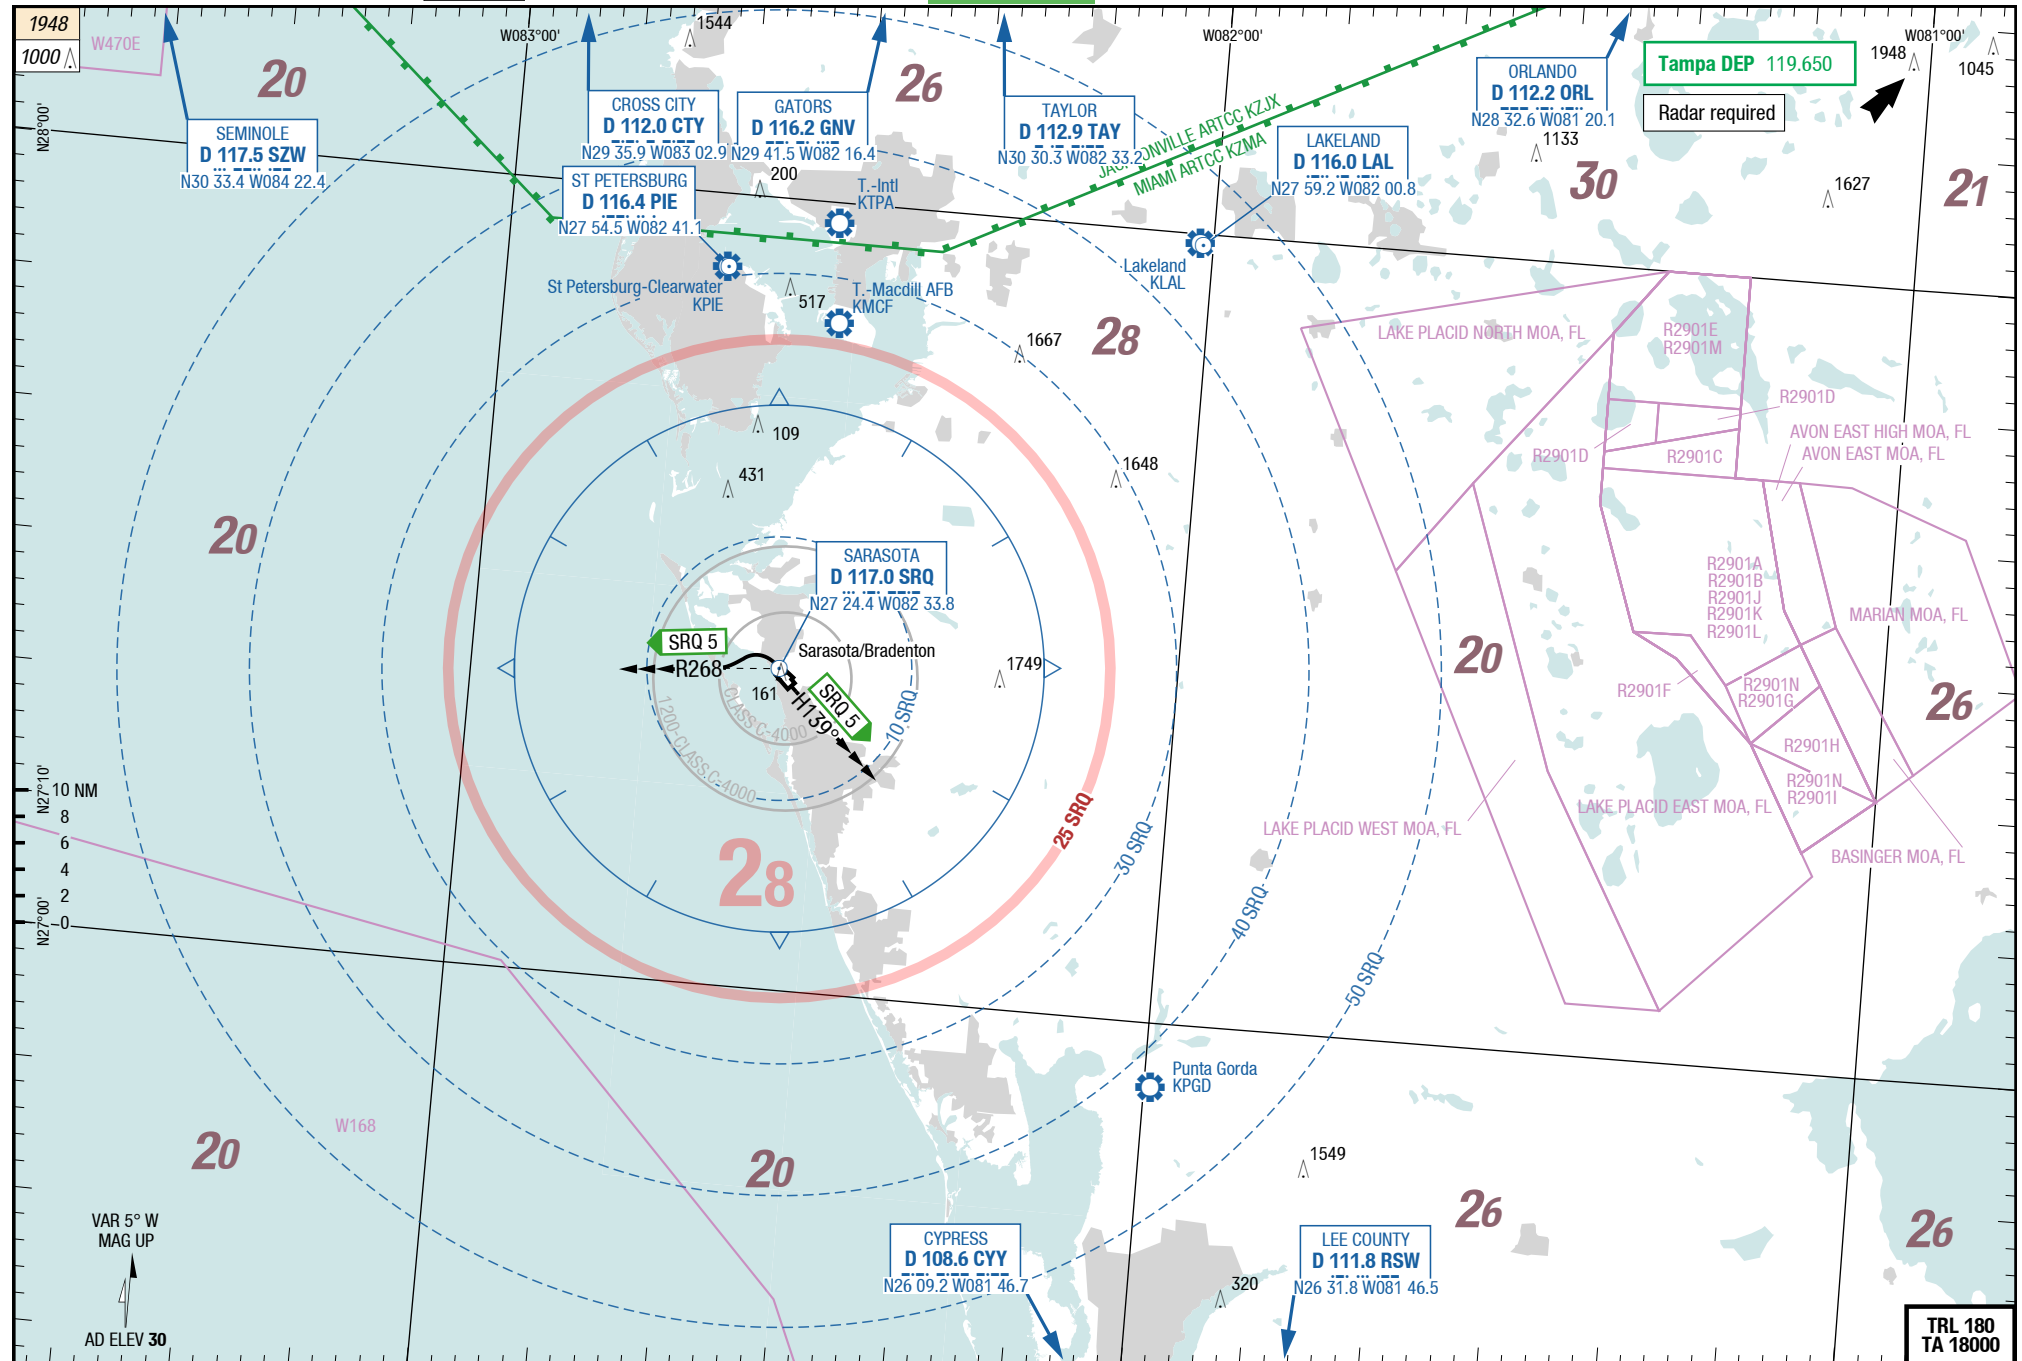 1948
1000
W470E
W083°00'
1544
W082°00'
W081°00'
1948
1045
Tampa DEP 119.650
Radar required
20
26
30
21
N28°00'
SEMINOLE
D 117.5 SZW
N30 33.4 W084 22.4
CROSS CITY
D 112.0 CTY
N29 35.9 W083 02.9
GATORS
D 116.2 GNV
N29 41.5 W082 16.4
TAYLOR
D 112.9 TAY
N30 30.3 W082 33.2
ORLANDO
D 112.2 ORL
N28 32.6 W081 20.1
1133
LAKELAND
D 116.0 LAL
N27 59.2 W082 00.8
JACKSONVILLE ARTCC KZJX
MIAMI ARTCC KZMA
ST PETERSBURG
D 116.4 PIE
N27 54.5 W082 41.1
200
T.-Intl
KTPA
1627
Lakeland
KLAL
St Petersburg-Clearwater
KPIE
517
T.-Macdill AFB
KMCF
1667
28
LAKE PLACID NORTH MOA, FL
R2901E
R2901M
R2901D
AVON EAST HIGH MOA, FL
AVON EAST MOA, FL
R2901D
R2901C
109
431
1648
20
SARASOTA
D 117.0 SRQ
N27 24.4 W082 33.8
R2901A
R2901B
R2901J
R2901K
R2901L
MARIAN MOA, FL
SRQ 5
R268
Sarasota/Bradenton
161
1749
20
SRQ 5
H139°
10 SRQ
CLASS C-4000
1200-CLASS C-4000
R2901F
R2901N
R2901G
26
R2901H
R2901N
R2901I
N27°10'
10 NM
8
6
4
2
0
N27°00'
LAKE PLACID EAST MOA, FL
LAKE PLACID WEST MOA, FL
BASINGER MOA, FL
25 SRQ
30 SRQ
40 SRQ
50 SRQ
28
Punta Gorda
KPGD
W168
20
20
1549
26
26
VAR 5° W
MAG UP
AD ELEV 30
CYPRESS
D 108.6 CYY
N26 09.2 W081 46.7
LEE COUNTY
D 111.8 RSW
N26 31.8 W081 46.5
320
TRL 180
TA 18000